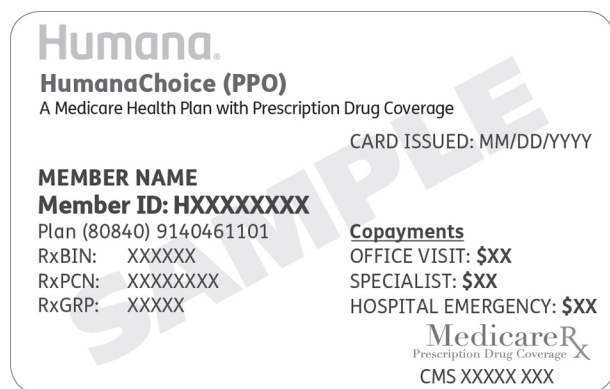 Humana®
HumanaChoice (PPO)
A Medicare Health Plan with Prescription Drug Coverage
CARD ISSUED: MM/DD/YYYY
MEMBER NAME
Member ID: HXXXXXXXX
Plan (80840) 9140461101
RxBIN: XXXXXX
RxPCN: XXXXXXXX
RxGRP: XXXXX
Copayments
OFFICE VISIT: $XX
SPECIALIST: $XX
HOSPITAL EMERGENCY: $XX
MedicareRx
Prescription Drug Coverage
CMS XXXXX XXX
SAMPLE